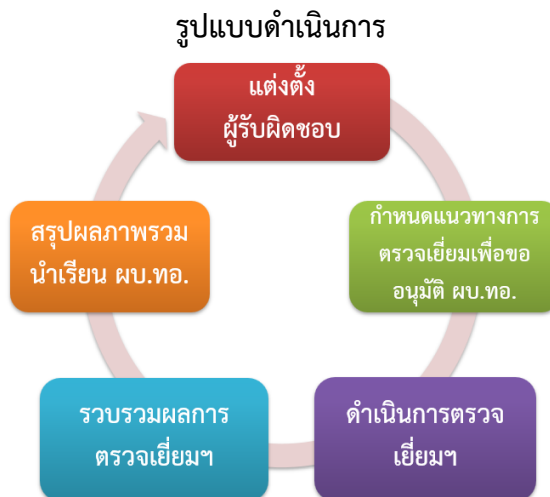 รูปแบบดำเนินการ
แต่งตั้ง
ผู้รับผิดชอบ
กำหนดแนวทางการ
ตรวจเยี่ยมเพื่อขอ
อนุมัติ ผบ.ทอ.
ดำเนินการตรวจ
เยี่ยมฯ
รวบรวมผลการ
ตรวจเยี่ยมฯ
สรุปผลภาพรวม
นำเรียน ผบ.ทอ.